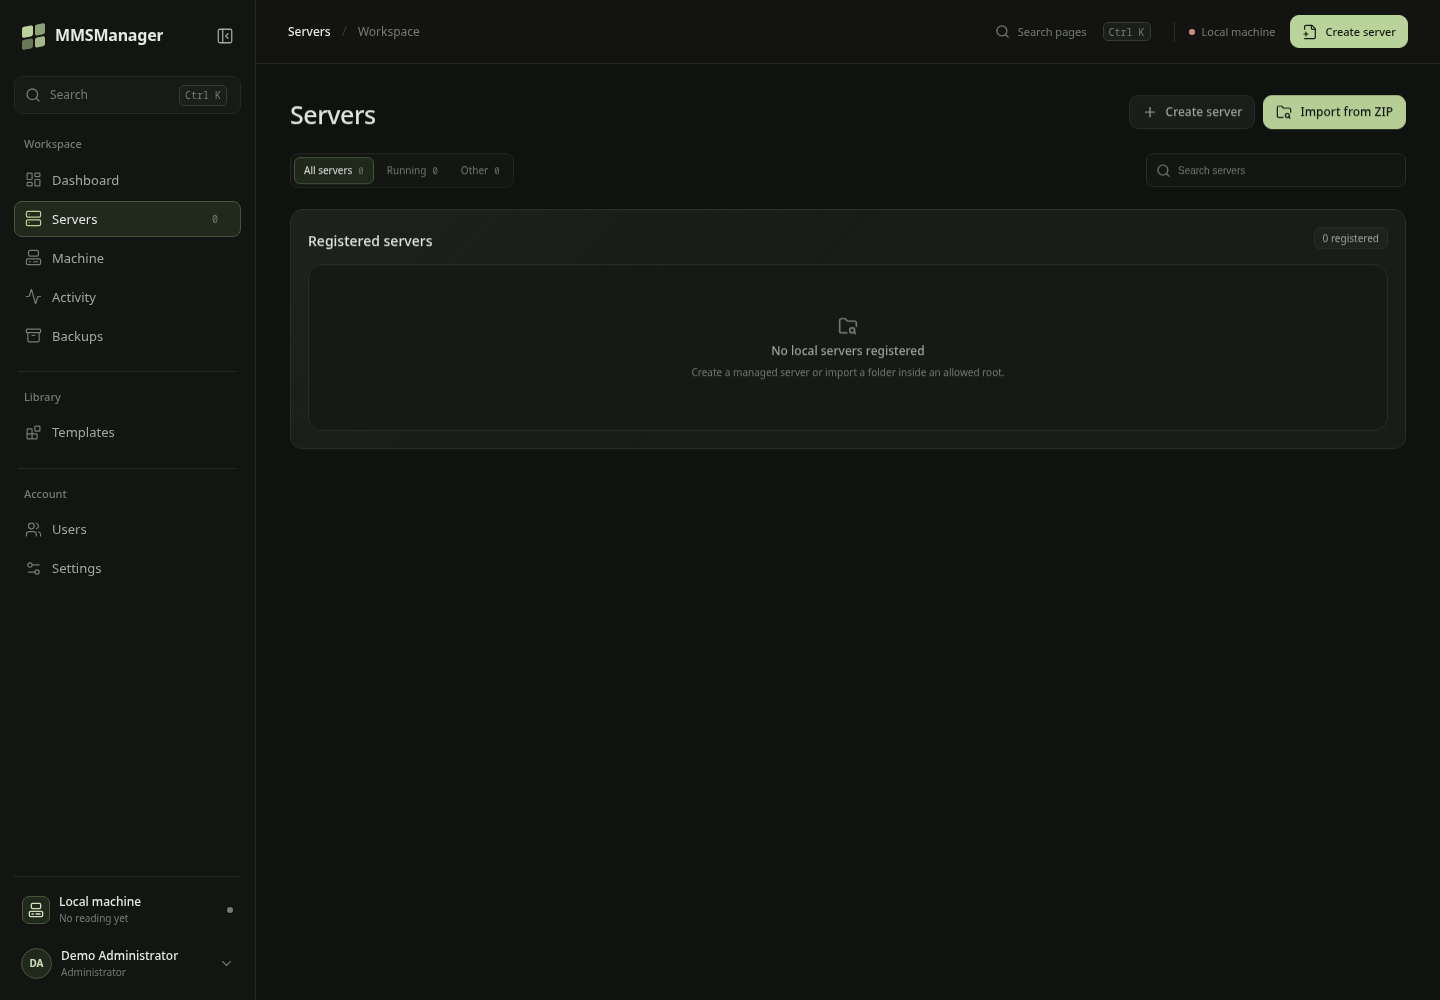 MMSManager
Search Ctrl K
Workspace
Dashboard
Servers 0
Machine
Activity
Backups
Library
Templates
Account
Users
Settings
Local machine
No reading yet
DA
Demo Administrator
Administrator
Servers / Workspace
Search pages Ctrl K
Local machine
Create server
Servers
Create server
Import from ZIP
All servers 0
Running 0
Other 0
Search servers
Registered servers
0 registered
No local servers registered
Create a managed server or import a folder inside an allowed root.